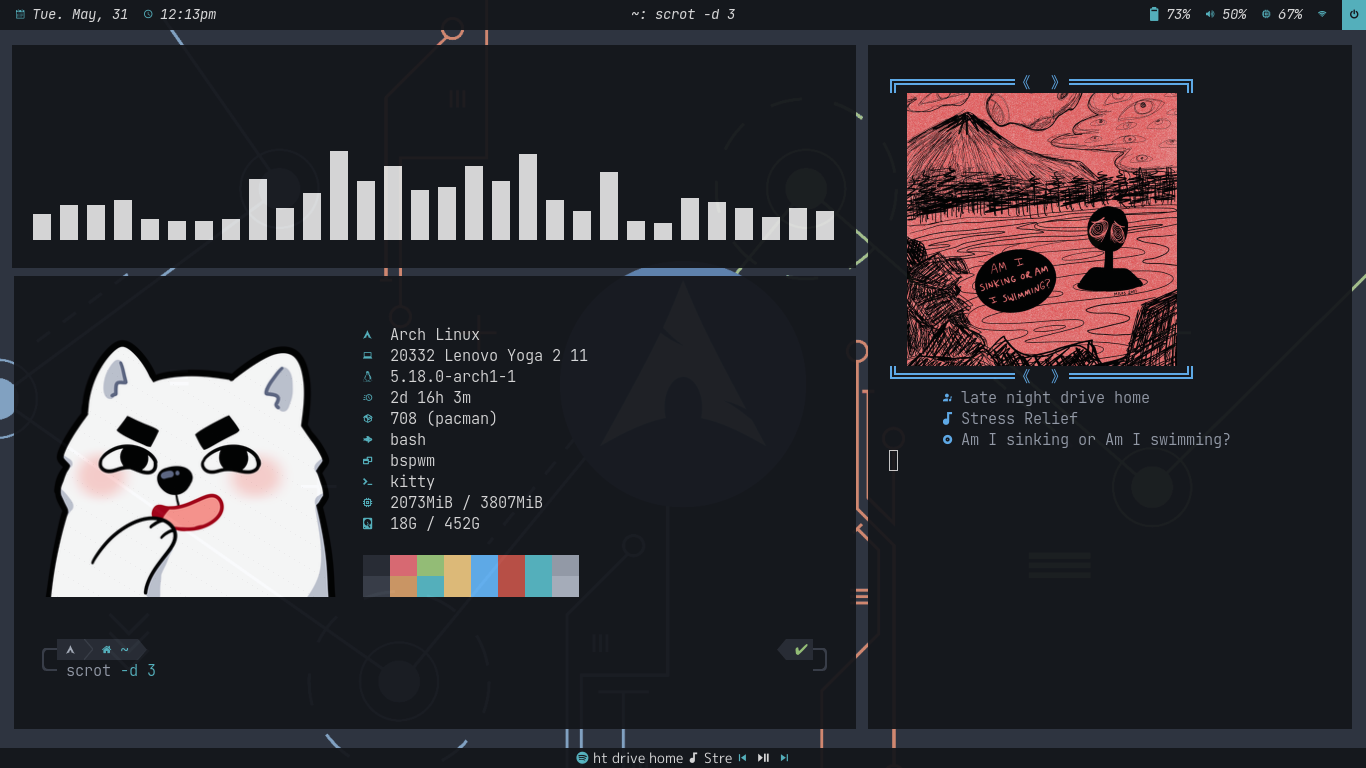 Tue. May, 31 12:13pm
~: scrot -d 3
73% 50% 67%
AM I
SINKING OR AM
I SWIMMING?
late night drive home
Stress Relief
Am I sinking or Am I swimming?
Arch Linux
20332 Lenovo Yoga 2 11
5.18.0-arch1-1
2d 16h 3m
708 (pacman)
bash
bspwm
kitty
2073MiB / 3807MiB
18G / 452G
~
scrot -d 3
ht drive home Stre